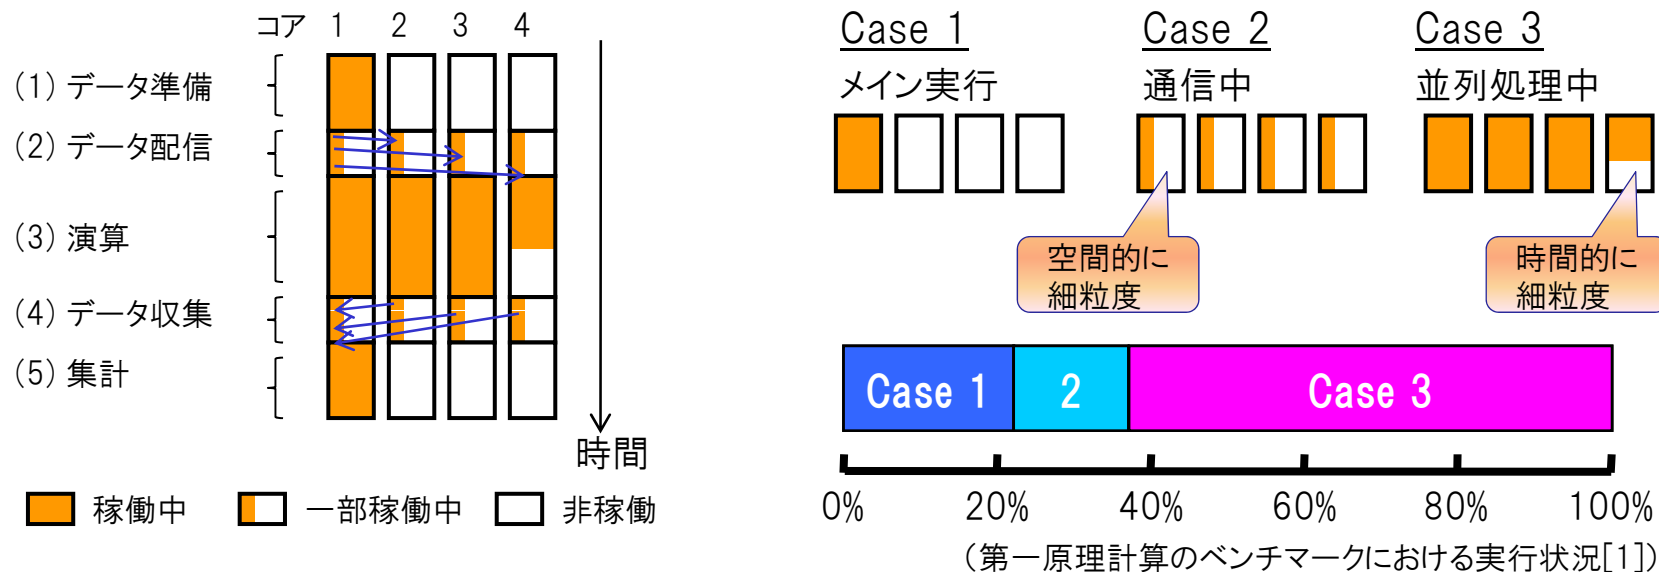 コア 1 2 3 4
(1) データ準備
(2) データ配信
(3) 演算
(4) データ収集
(5) 集計
時間
稼働中 一部稼働中 非稼働
Case 1
メイン実行
Case 2
通信中
Case 3
並列処理中
空間的に
細粒度
時間的に
細粒度
Case 1 2 Case 3
0% 20% 40% 60% 80% 100%
(第一原理計算のベンチマークにおける実行状況[1])